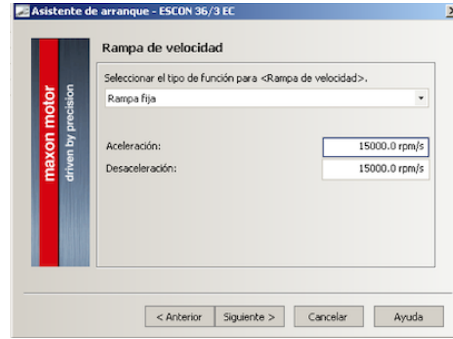 Asistente de arranque - ESCON 36/3 EC
maxon motor
driven by precision
Rampa de velocidad
Seleccionar el tipo de función para <Rampa de velocidad>.
Rampa fija
Aceleración: 15000.0 rpm/s
Desaceleración: 15000.0 rpm/s
< Anterior Siguiente > Cancelar Ayuda